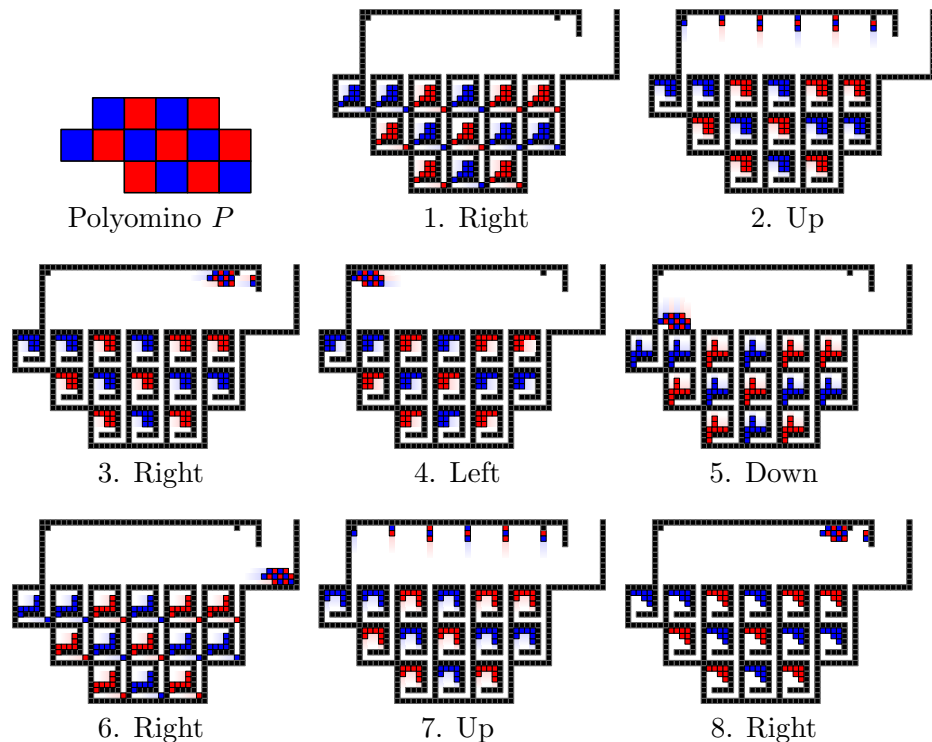 Polyomino P
1. Right
2. Up
3. Right
4. Left
5. Down
6. Right
7. Up
8. Right